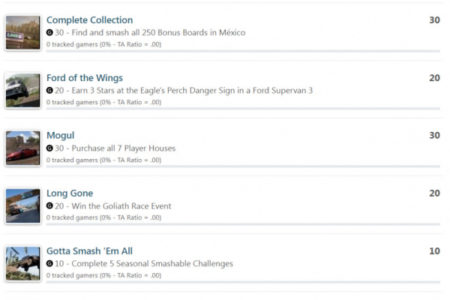 Complete Collection 30
G 30 - Find and smash all 250 Bonus Boards in México
0 tracked gamers (0% - TA Ratio = .00)
Ford of the Wings 20
G 20 - Earn 3 Stars at the Eagle's Perch Danger Sign in a Ford Supervan 3
0 tracked gamers (0% - TA Ratio = .00)
Mogul 30
G 30 - Purchase all 7 Player Houses
0 tracked gamers (0% - TA Ratio = .00)
Long Gone 20
G 20 - Win the Goliath Race Event
0 tracked gamers (0% - TA Ratio = .00)
Gotta Smash 'Em All 10
G 10 - Complete 5 Seasonal Smashable Challenges
0 tracked gamers (0% - TA Ratio = .00)